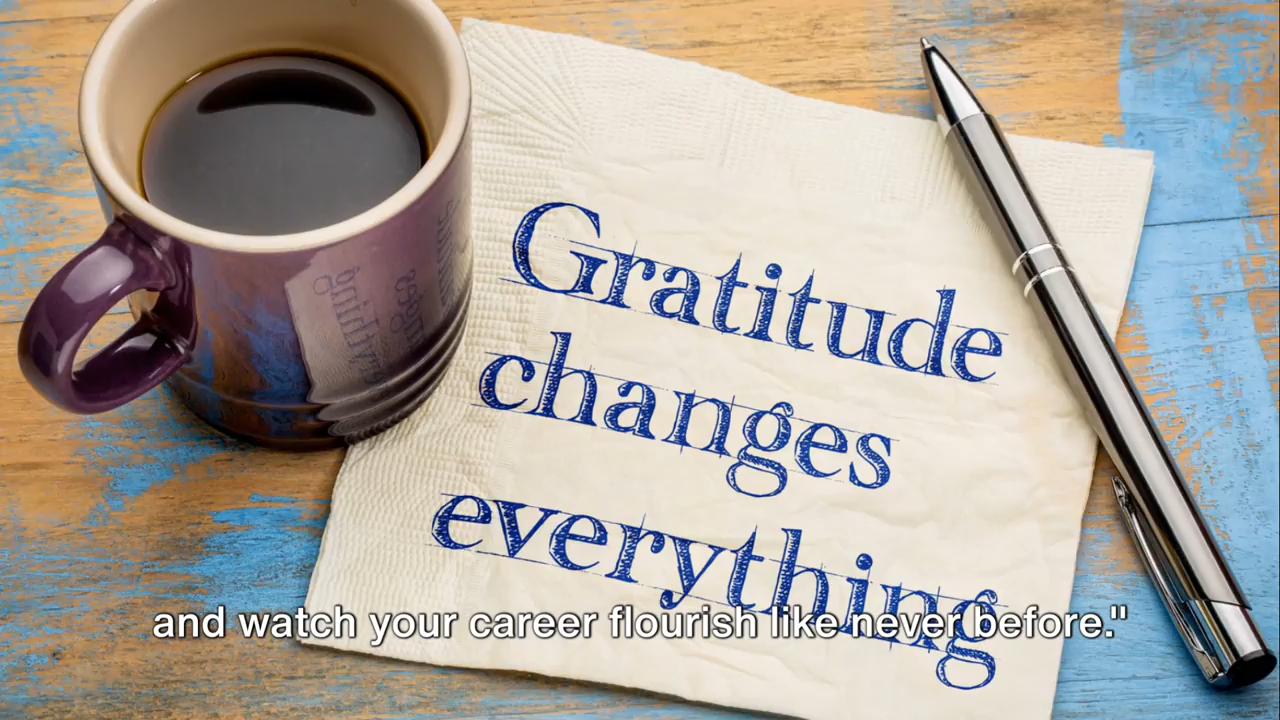 Gratitude
changes
everything
and watch your career flourish like never before."